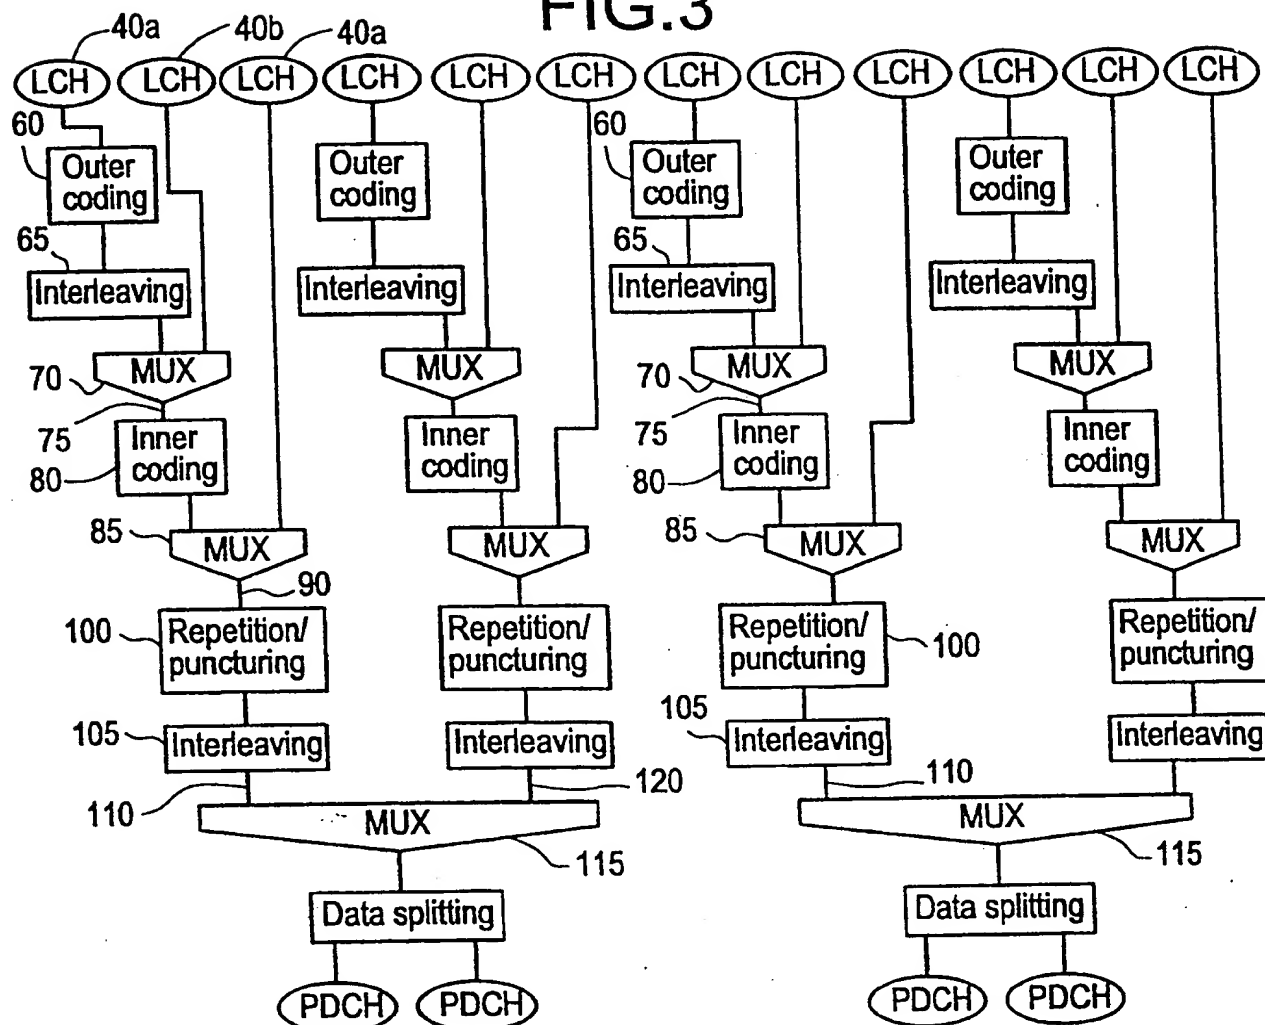 FIG.3
40a 40b 40a
LCH LCH LCH LCH LCH LCH LCH LCH LCH LCH LCH LCH
60 60
Outer Outer Outer Outer
coding coding coding coding
65 65
Interleaving Interleaving Interleaving Interleaving
MUX MUX MUX MUX
70 70
75 75
Inner Inner Inner Inner
coding coding coding coding
80 80
85 85
MUX MUX MUX MUX
90
100 Repetition/ Repetition/ Repetition/ 100 Repetition/
puncturing puncturing puncturing puncturing
105 105
Interleaving Interleaving Interleaving Interleaving
110 120 110
MUX MUX
115 115
Data splitting Data splitting
PDCH PDCH PDCH PDCH